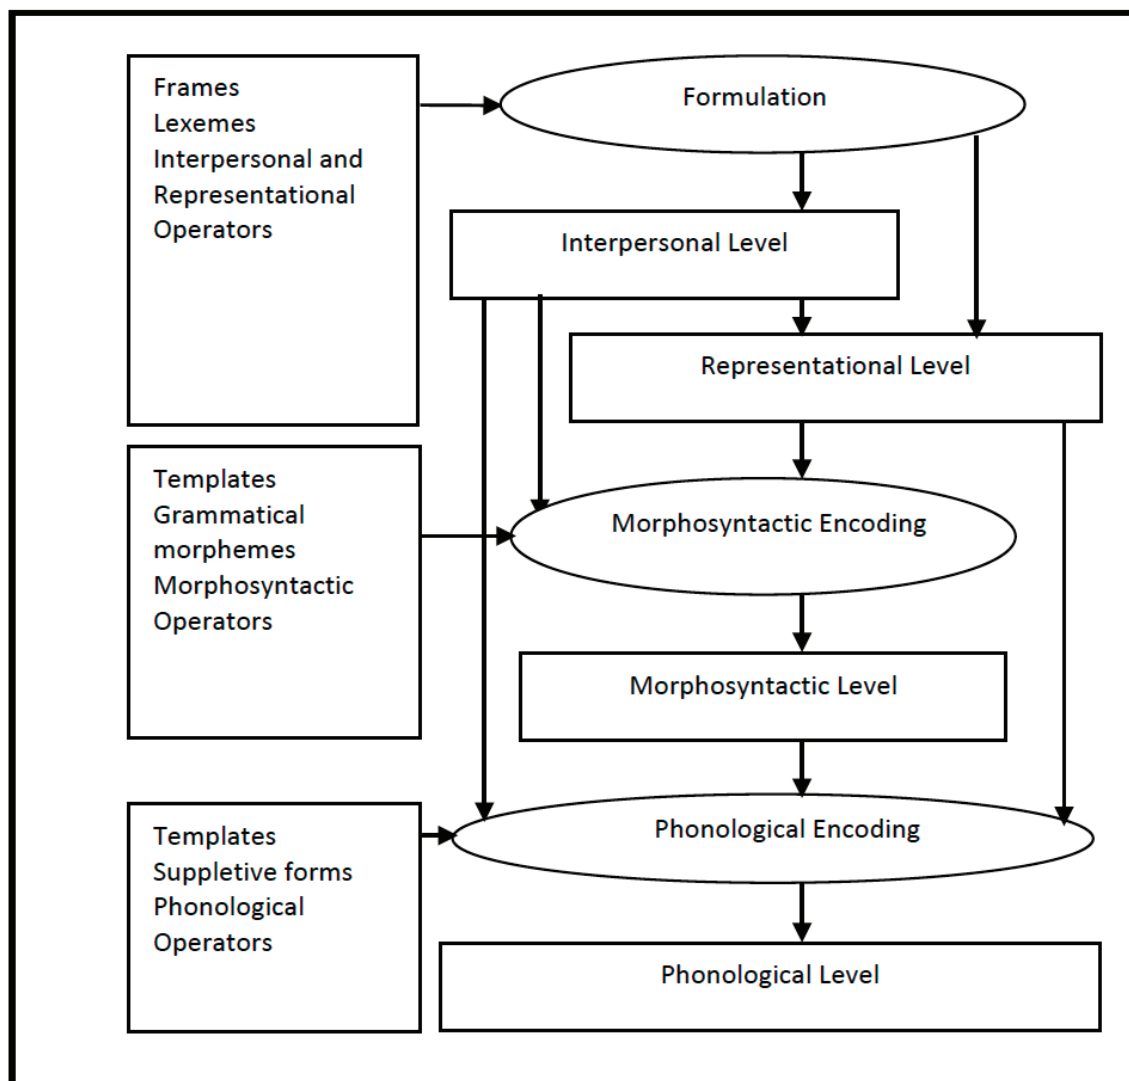 Frames
Lexemes
Interpersonal and
Representational
Operators
Formulation
Interpersonal Level
Representational Level
Templates
Grammatical
morphemes
Morphosyntactic
Operators
Morphosyntactic Encoding
Morphosyntactic Level
Templates
Suppletive forms
Phonological
Operators
Phonological Encoding
Phonological Level